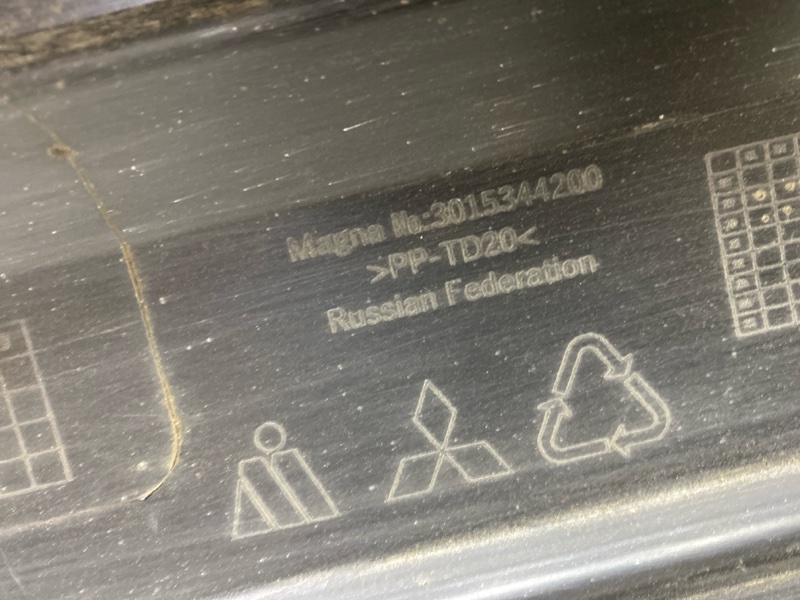 Magna №:3015344200
>PP-TD20<
Russian Federation